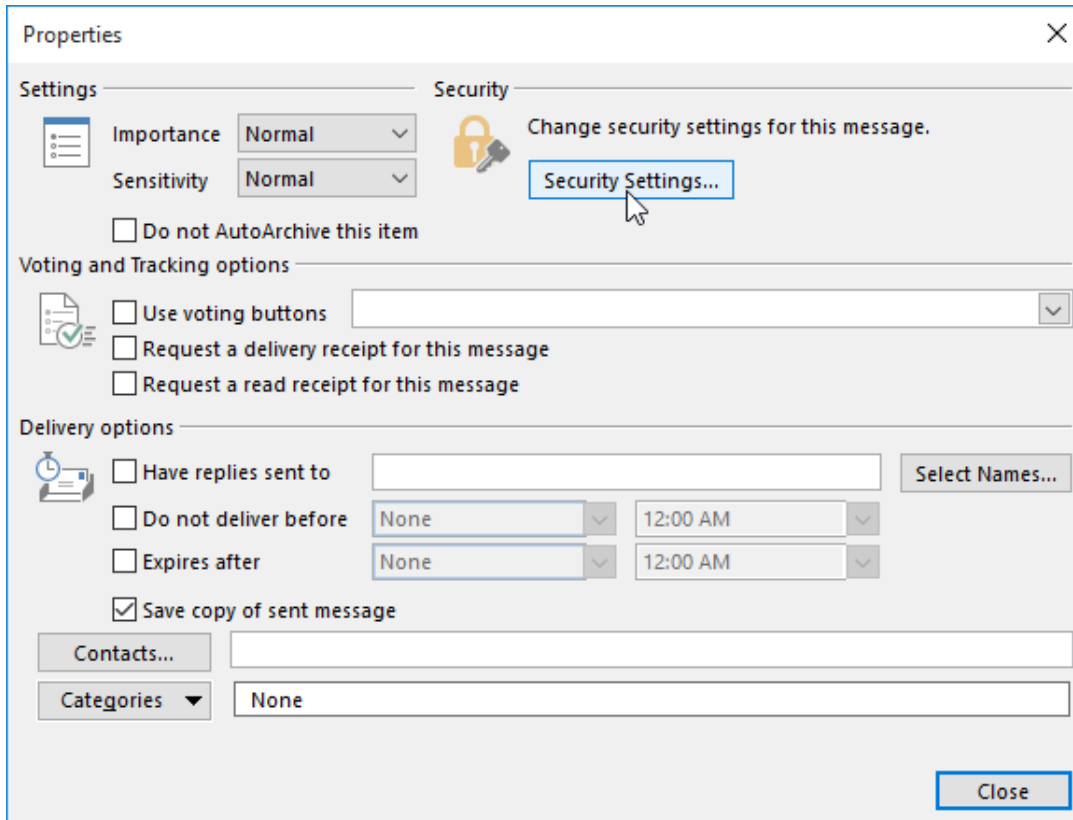 Properties
Settings
Security
Importance Normal
Change security settings for this message.
Sensitivity Normal
Security Settings...
Do not AutoArchive this item
Voting and Tracking options
Use voting buttons
Request a delivery receipt for this message
Request a read receipt for this message
Delivery options
Have replies sent to
Select Names...
Do not deliver before None 12:00 AM
Expires after None 12:00 AM
Save copy of sent message
Contacts...
Categories None
Close